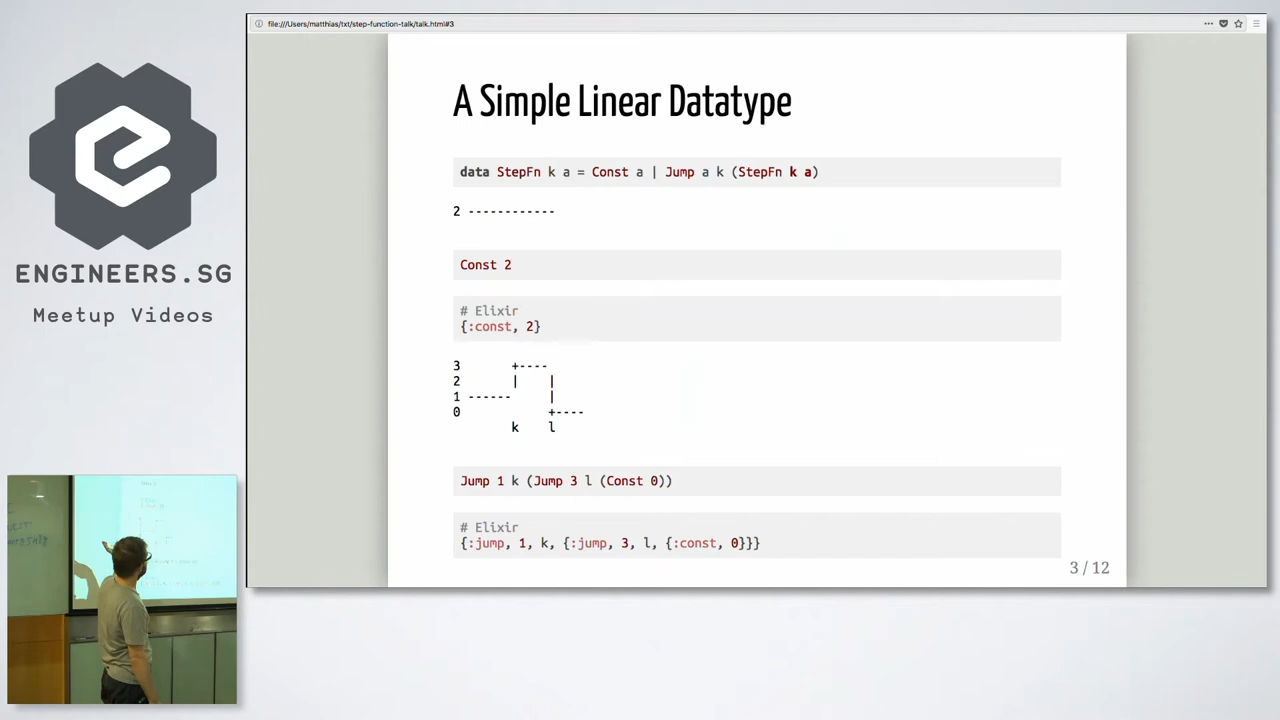 file:///Users/matthias/txt/step-function-talk/talk.html#3
A Simple Linear Datatype
data StepFn k a = Const a | Jump a k (StepFn k a)
2 ------------
Const 2
# Elixir
{:const, 2}
3       +----
2       |    |
1 ------     |
0            +----
k    l
Jump 1 k (Jump 3 l (Const 0))
# Elixir
{:jump, 1, k, {:jump, 3, l, {:const, 0}}}
3 / 12
ENGINEERS.SG
Meetup Videos